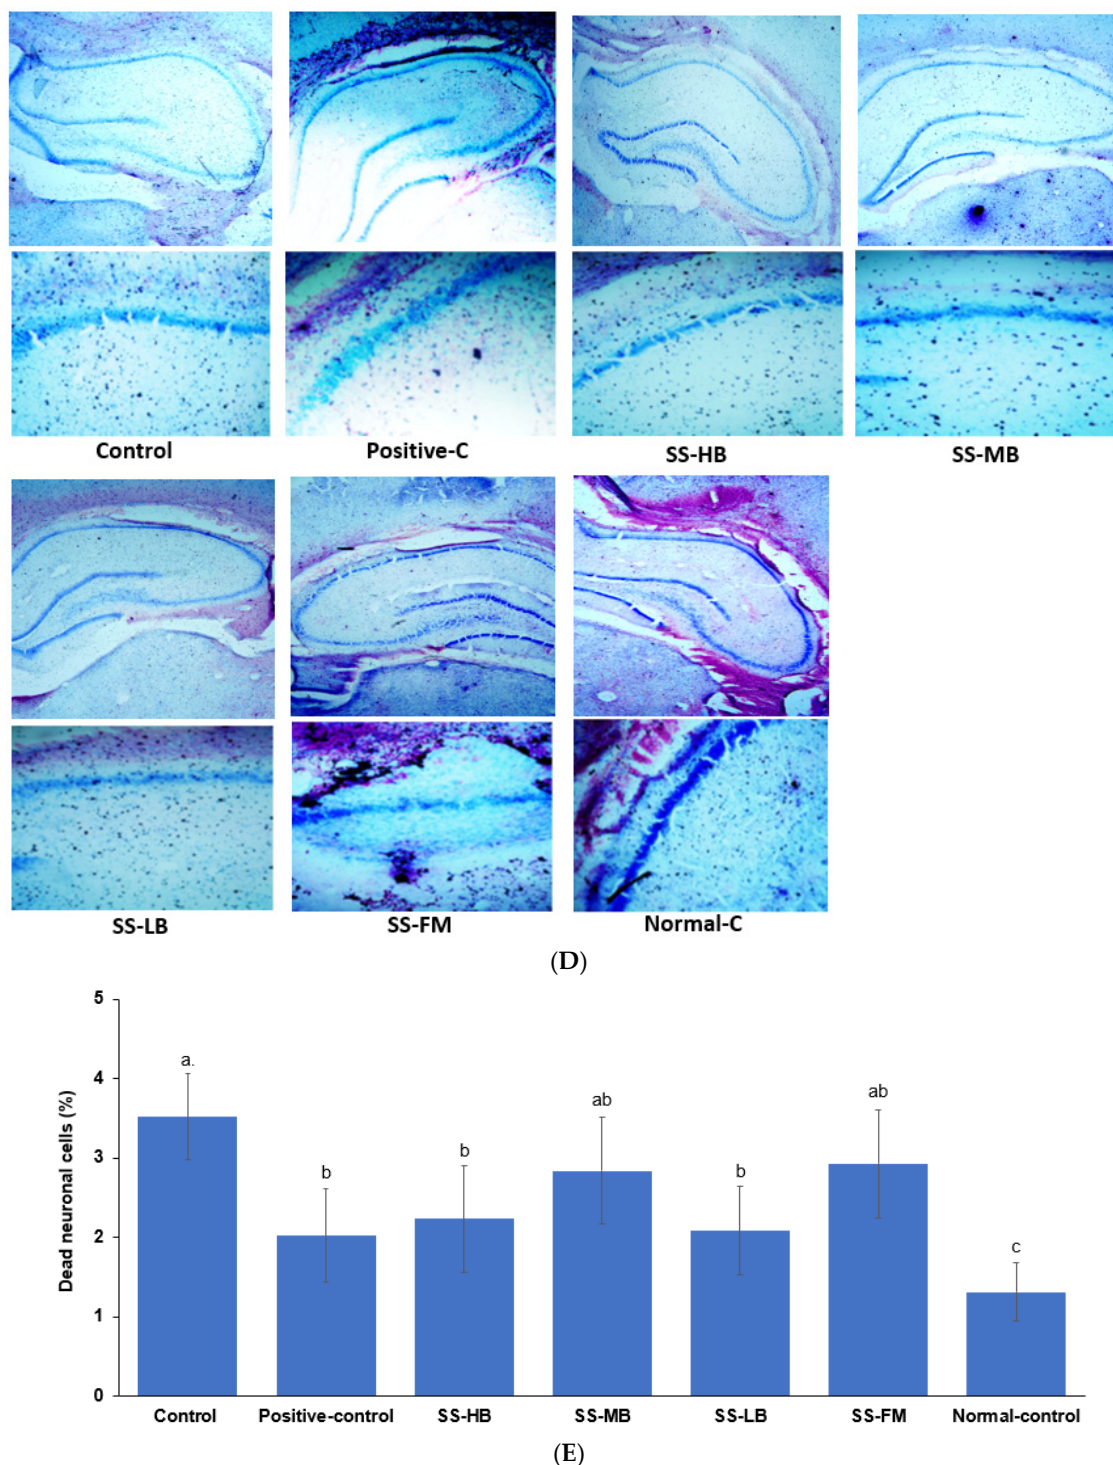 Control Positive-C SS-HB SS-MB
SS-LB SS-FM Normal-C
(D)
5
4
3
2
1
0
Dead neuronal cells (%)
a.
b
b
ab
b
ab
c
Control Positive-control SS-HB SS-MB SS-LB SS-FM Normal-control
(E)